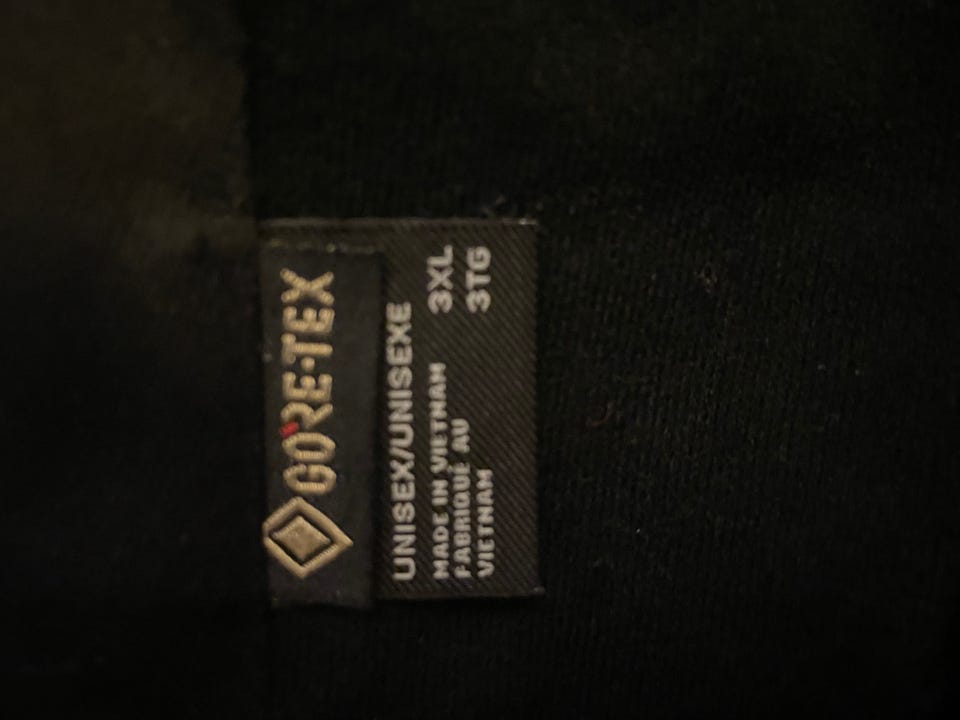 GORE-TEX
UNISEX/UNISEXE
MADE IN VIETNAM 3XL
FABRIQUÉ AU 3TG
VIETNAM